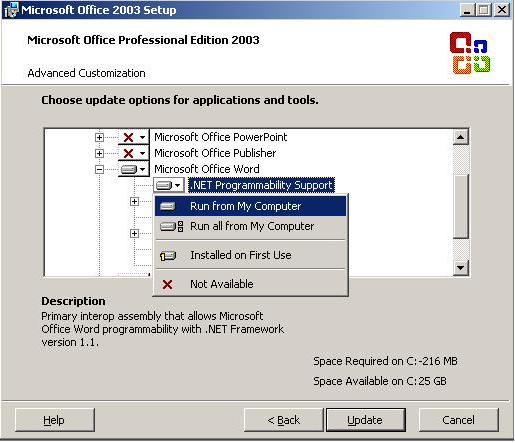 Microsoft Office 2003 Setup
Microsoft Office Professional Edition 2003
Advanced Customization
Choose update options for applications and tools.
Microsoft Office PowerPoint
Microsoft Office Publisher
Microsoft Office Word
.NET Programmability Support
Run from My Computer
Run all from My Computer
Installed on First Use
Not Available
Description
Primary interop assembly that allows Microsoft
Office Word programmability with .NET Framework
version 1.1.
Space Required on C:-216 MB
Space Available on C:25 GB
Help
< Back
Update
Cancel